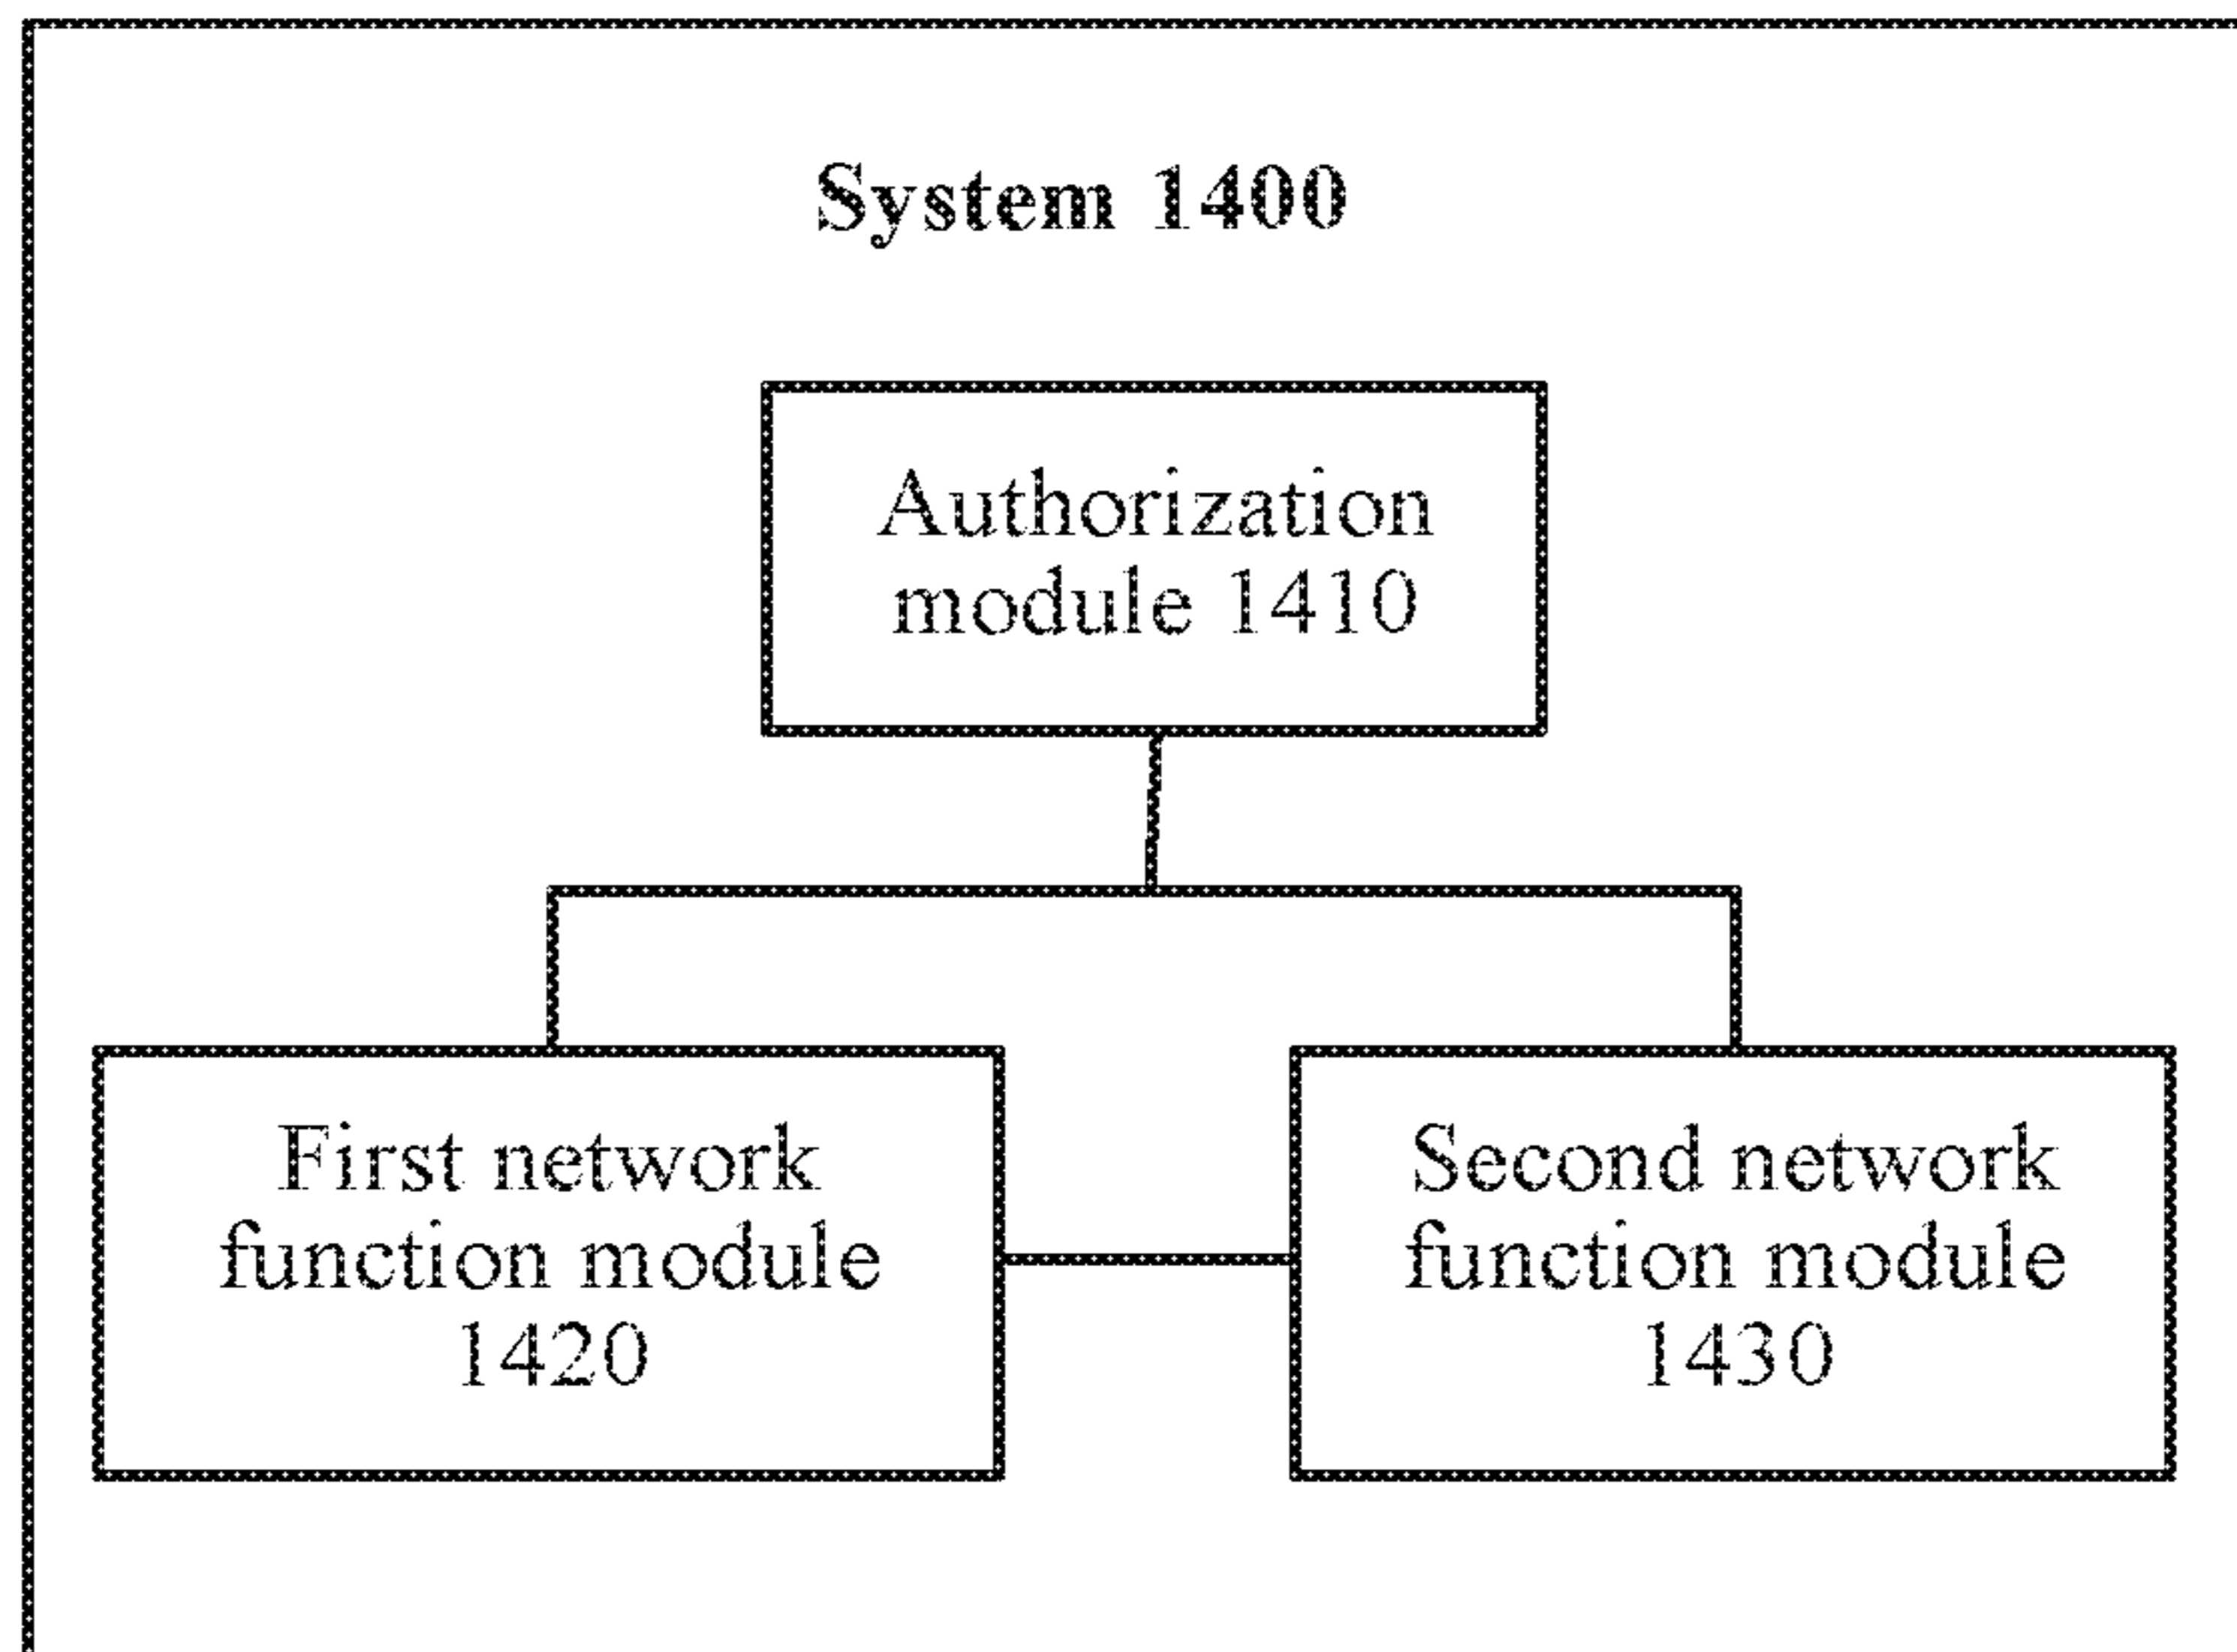 System 1400
Authorization
module 1410
First network
function module
1420
Second network
function module
1430